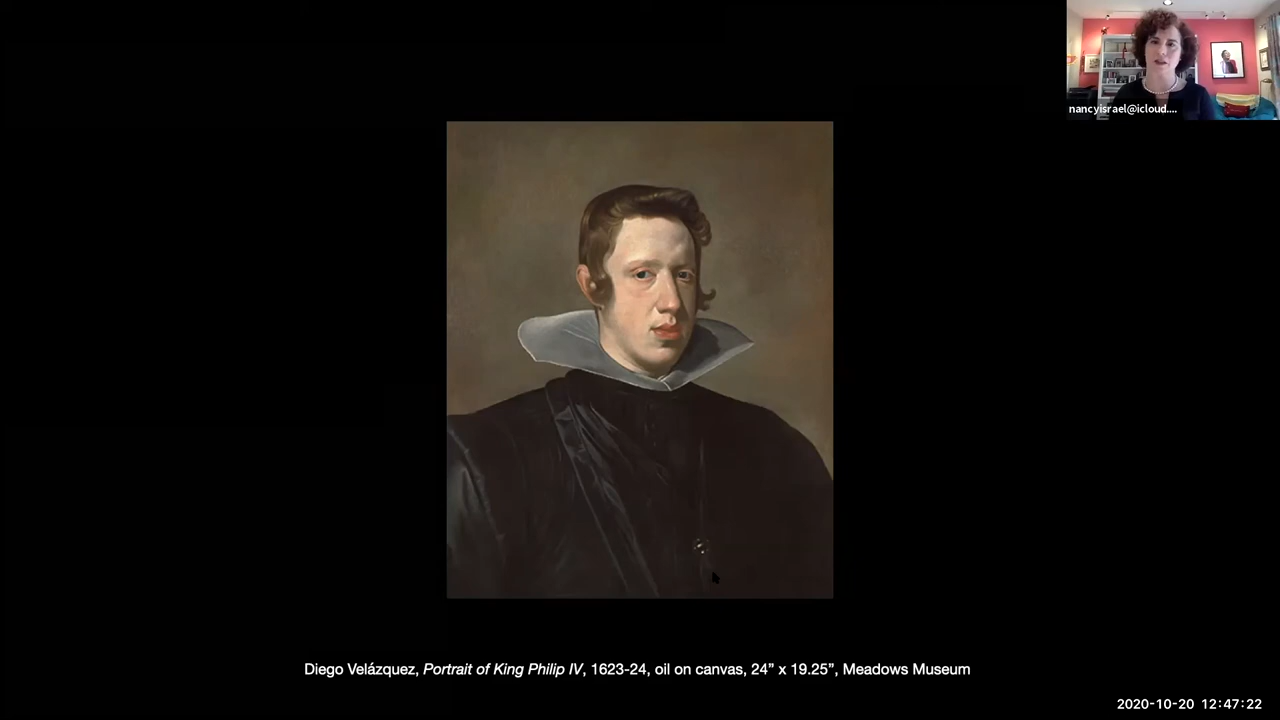 nancyisrael@icloud....
Diego Velázquez, Portrait of King Philip IV, 1623-24, oil on canvas, 24” x 19.25”, Meadows Museum
2020-10-20 12:47:22